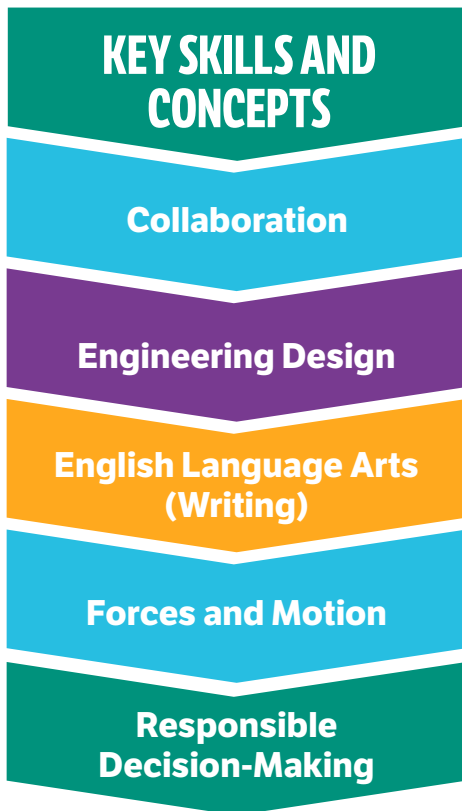 KEY SKILLS AND
CONCEPTS
Collaboration
Engineering Design
English Language Arts
(Writing)
Forces and Motion
Responsible
Decision-Making